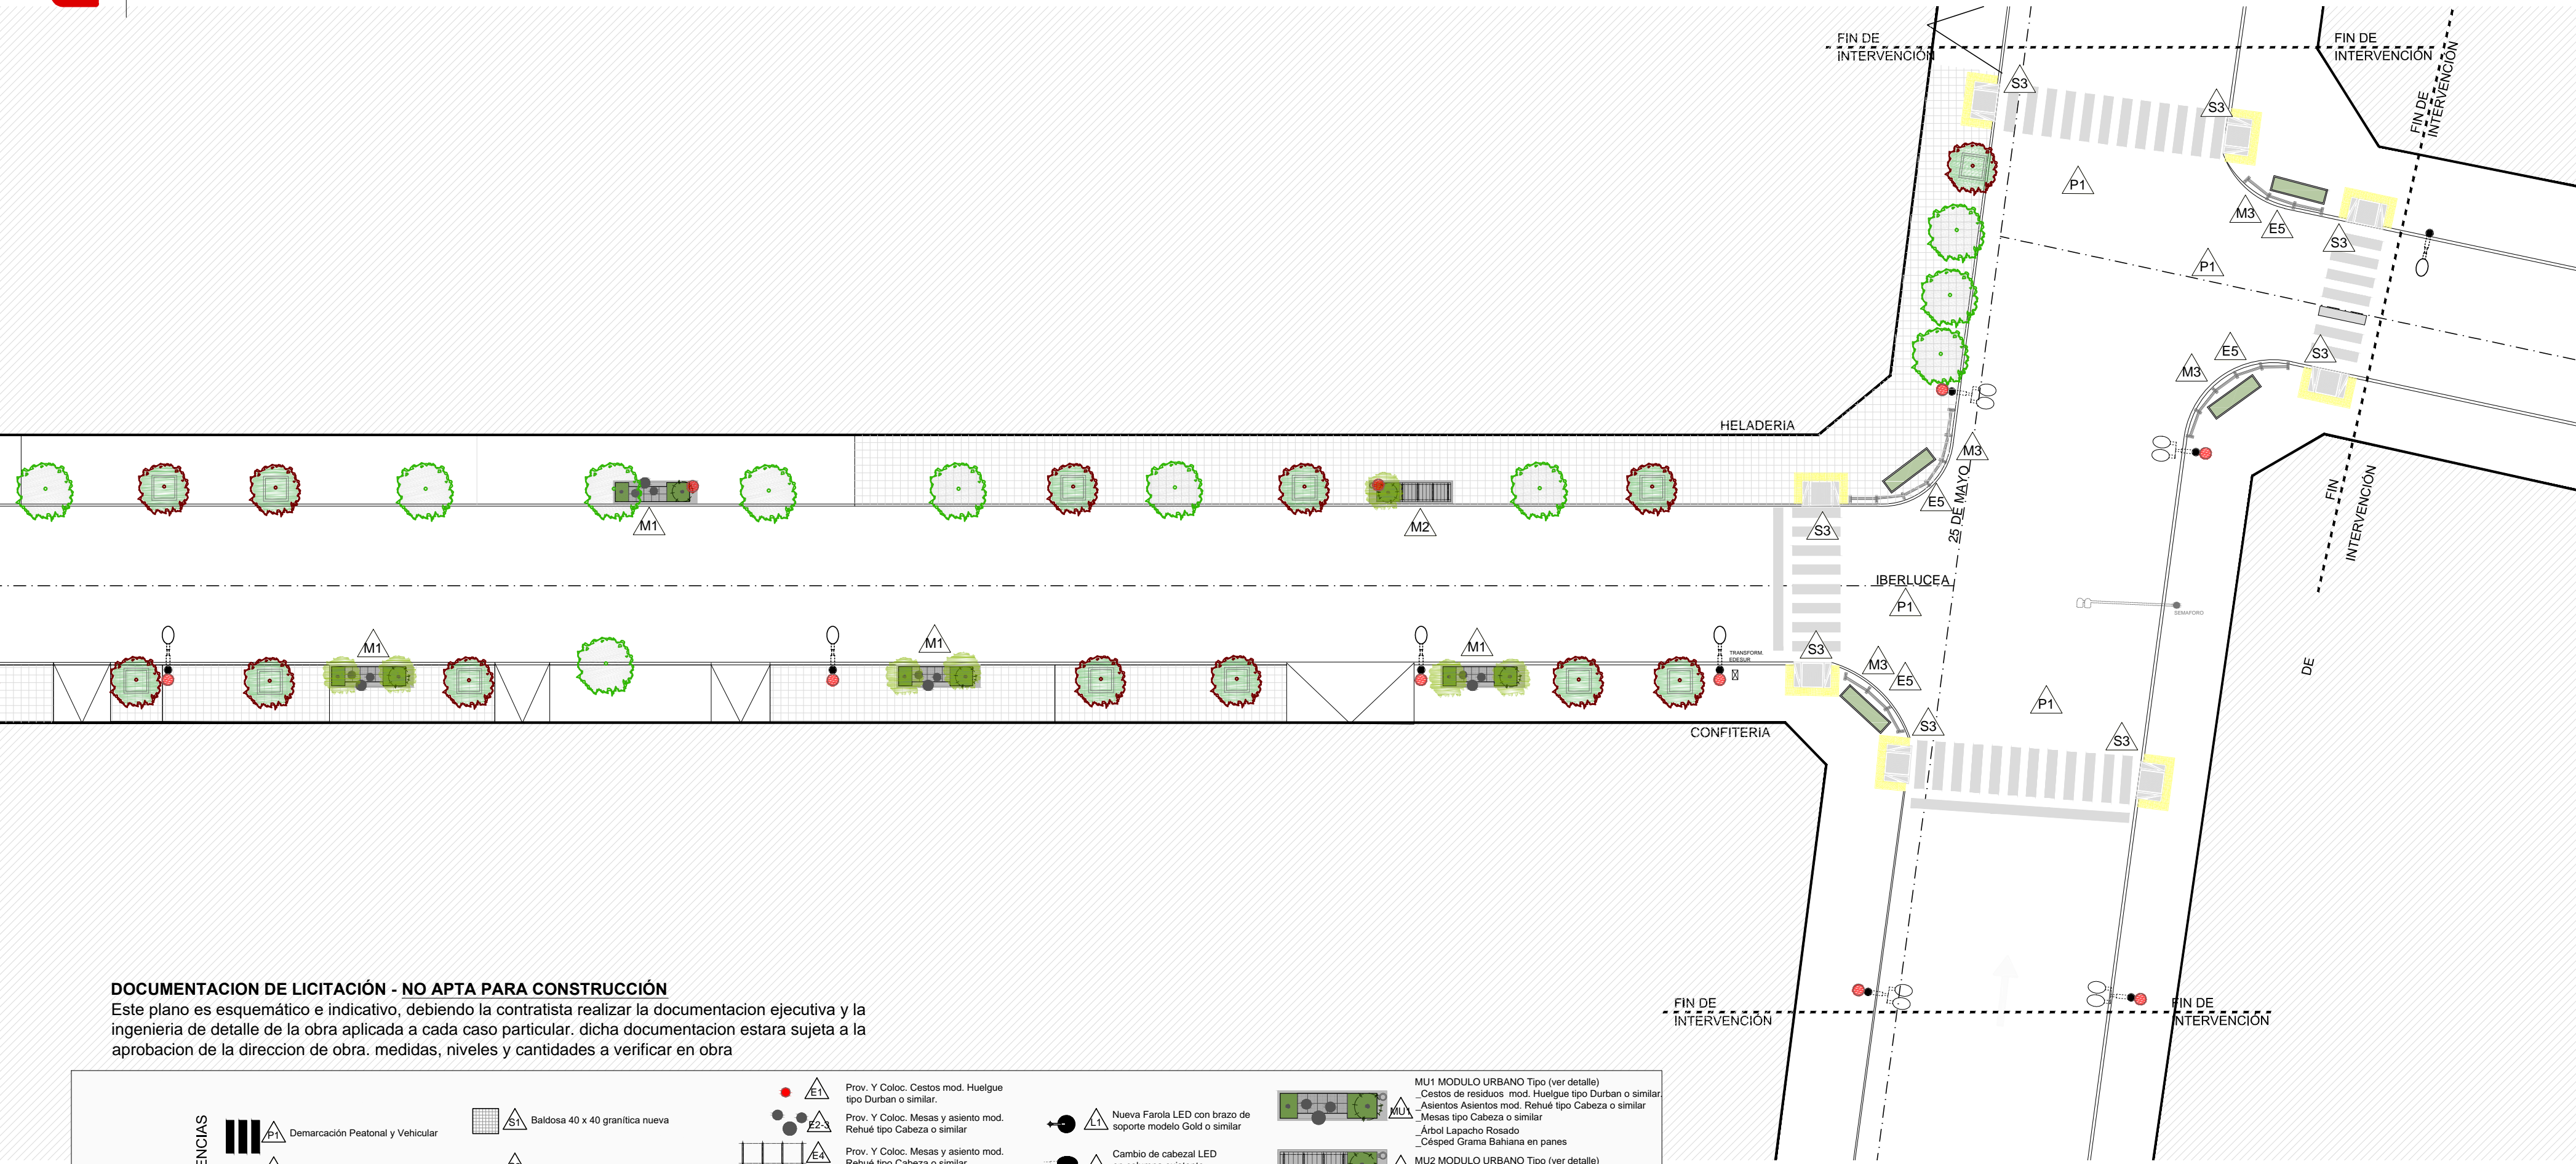 FIN DE
INTERVENCIÓN
FIN DE
INTERVENCIÓN
FIN DE
INTERVENCIÓN
S3
S3
P1
M3
E5
S3
P1
E5
S3
M3
HELADERIA
M3
E5
25 DE MAYO
S3
M1
M2
FIN
DE
INTERVENCIÓN
IBERLUCEA
P1
SEMAFORO
M1
M1
M1
TRANSFORM.
EDESUR
S3
M3
E5
P1
S3
S3
CONFITERIA
FIN DE
INTERVENCIÓN
FIN DE
INTERVENCIÓN
DOCUMENTACION DE LICITACIÓN - NO APTA PARA CONSTRUCCIÓN
Este plano es esquemático e indicativo, debiendo la contratista realizar la documentacion ejecutiva y la
ingenieria de detalle de la obra aplicada a cada caso particular. dicha documentacion estara sujeta a la
aprobacion de la direccion de obra. medidas, niveles y cantidades a verificar en obra
ENCIAS
P1 Demarcación Peatonal y Vehicular
S1 Baldosa 40 x 40 granítica nueva
E1 Prov. Y Coloc. Cestos mod. Huelgue
tipo Durban o similar.
E2-3 Prov. Y Coloc. Mesas y asiento mod.
Rehué tipo Cabeza o similar
E4 Prov. Y Coloc. Mesas y asiento mod.
Rehué tipo Cabeza o similar
L1 Nueva Farola LED con brazo de
soporte modelo Gold o similar
Cambio de cabezal LED
MU1
MU1 MODULO URBANO Tipo (ver detalle)
_Cestos de residuos mod. Huelgue tipo Durban o similar.
_Asientos Asientos mod. Rehué tipo Cabeza o similar
_Mesas tipo Cabeza o similar
_Árbol Lapacho Rosado
_Césped Grama Bahiana en panes
MU2 MODULO URBANO Tipo (ver detalle)